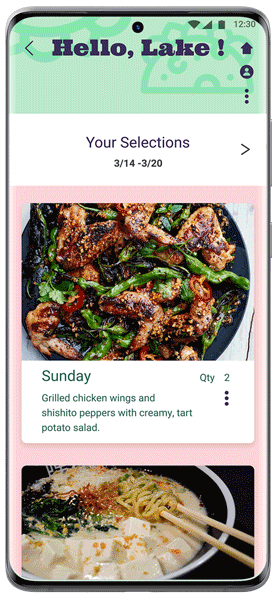 12:30
Hello, Lake !
Your Selections
3/14 -3/20
Sunday
Qty 2
Grilled chicken wings and
shishito peppers with creamy, tart
potato salad.